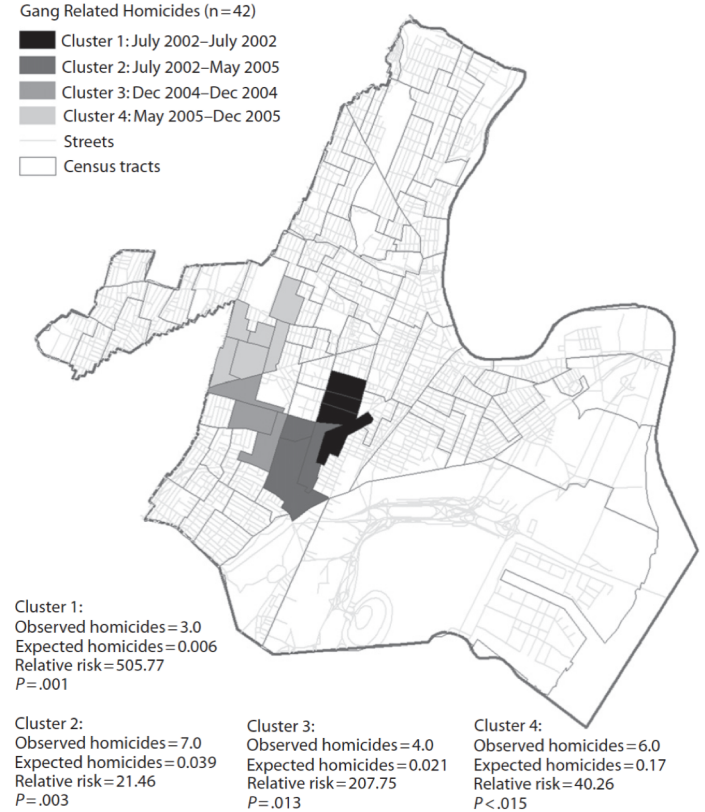 Gang Related Homicides (n=42)
Cluster 1: July 2002–July 2002
Cluster 2: July 2002–May 2005
Cluster 3: Dec 2004–Dec 2004
Cluster 4: May 2005–Dec 2005
Streets
Census tracts
Cluster 1:
Observed homicides=3.0
Expected homicides=0.006
Relative risk=505.77
P=.001
Cluster 2:
Observed homicides=7.0
Expected homicides=0.039
Relative risk=21.46
P=.003
Cluster 3:
Observed homicides=4.0
Expected homicides=0.021
Relative risk=207.75
P=.013
Cluster 4:
Observed homicides=6.0
Expected homicides=0.17
Relative risk=40.26
P<.015